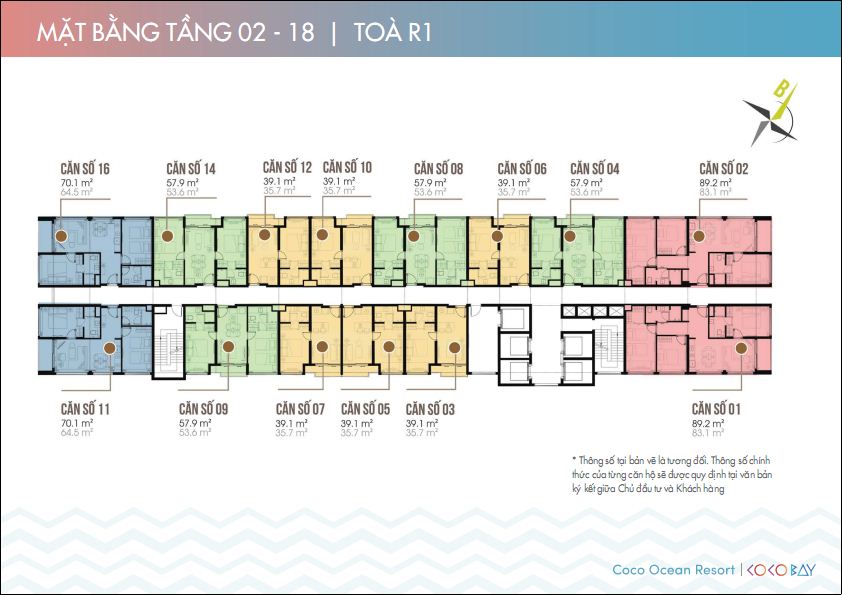 MẶT BẰNG TẦNG 02 - 18 | TOÀ R1
B
CĂN SỐ 16
70.1 m²
64.5 m²
CĂN SỐ 14
57.9 m²
53.6 m²
CĂN SỐ 12
39.1 m²
35.7 m²
CĂN SỐ 10
39.1 m²
35.7 m²
CĂN SỐ 08
57.9 m²
53.6 m²
CĂN SỐ 06
39.1 m²
35.7 m²
CĂN SỐ 04
57.9 m²
53.6 m²
CĂN SỐ 02
89.2 m²
83.1 m²
CĂN SỐ 11
70.1 m²
64.5 m²
CĂN SỐ 09
57.9 m²
53.6 m²
CĂN SỐ 07
39.1 m²
35.7 m²
CĂN SỐ 05
39.1 m²
35.7 m²
CĂN SỐ 03
39.1 m²
35.7 m²
CĂN SỐ 01
89.2 m²
83.1 m²
* Thông số tại bản vẽ là tương đối. Thông số chính
thức của từng căn hộ sẽ được quy định tại văn bản
ký kết giữa Chủ đầu tư và Khách hàng
Coco Ocean Resort | COCOBAY